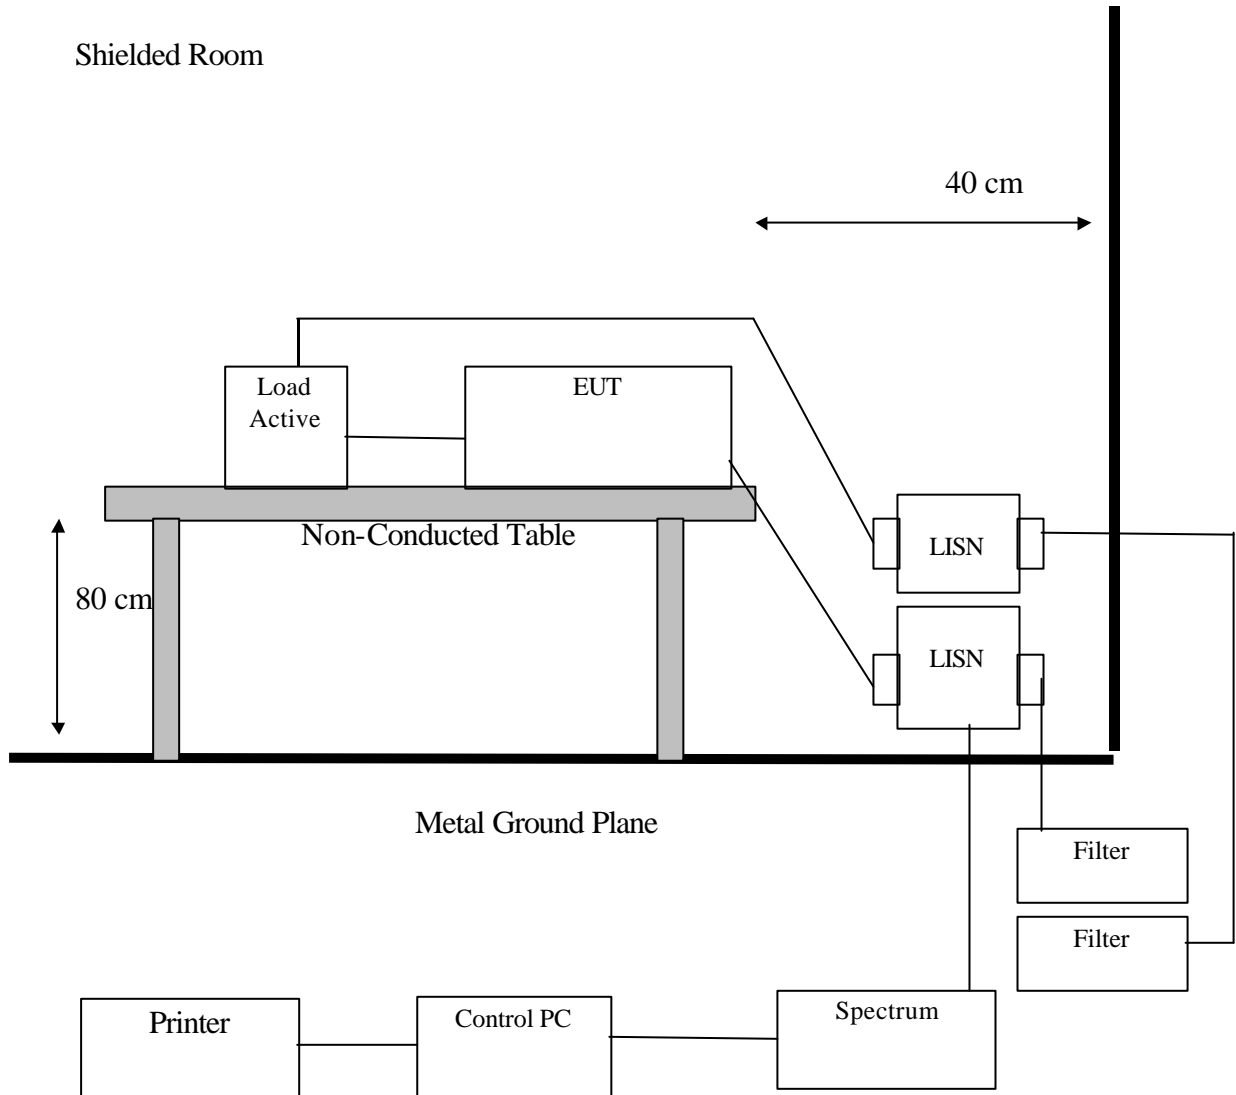 Shielded Room
40 cm
Load
Active
EUT
Non-Conducted Table
LISN
80 cm
LISN
Metal Ground Plane
Filter
Filter
Printer
Control PC
Spectrum